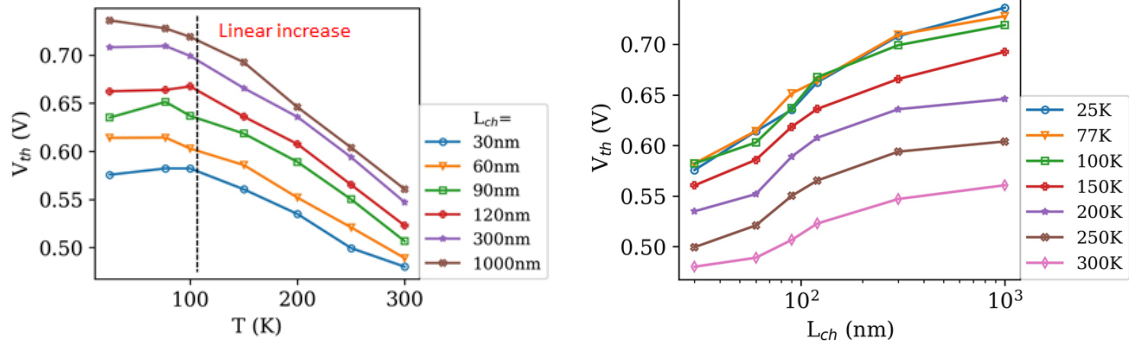 Linear increase
0.70
0.65
0.60
0.55
0.50
V_th (V)
100
200
300
T (K)
L_ch=
30nm
60nm
90nm
120nm
300nm
1000nm
0.70
0.65
0.60
0.55
0.50
V_th (V)
10^2
10^3
L_ch (nm)
25K
77K
100K
150K
200K
250K
300K